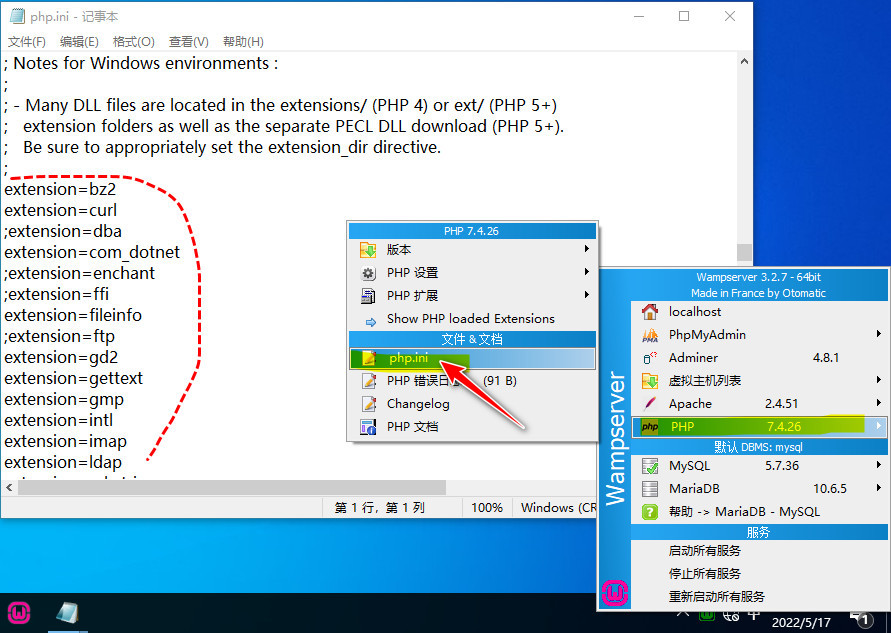 php.ini - 记事本
文件(F) 编辑(E) 格式(O) 查看(V) 帮助(H)
; Notes for Windows environments :
;
; - Many DLL files are located in the extensions/ (PHP 4) or ext/ (PHP 5+)
;   extension folders as well as the separate PECL DLL download (PHP 5+).
;   Be sure to appropriately set the extension_dir directive.
;
extension=bz2
extension=curl
;extension=dba
extension=com_dotnet
;extension=enchant
;extension=ffi
extension=fileinfo
;extension=ftp
extension=gd2
extension=gettext
extension=gmp
extension=intl
extension=imap
extension=ldap
第 1 行，第 1 列 100% Windows (CR
PHP 7.4.26
版本
PHP 设置
PHP 扩展
Show PHP loaded Extensions
文件 & 文档
php.ini
PHP 错误日 (91 B)
Changelog
PHP 文档
Wampserver 3.2.7 - 64bit
Made in France by Otomatic
Wampserver
localhost
PhpMyAdmin
Adminer 4.8.1
虚拟主机列表
Apache 2.4.51
php PHP 7.4.26
默认 DBMS: mysql
MySQL 5.7.36
MariaDB 10.6.5
帮助 -> MariaDB - MySQL
服务
启动所有服务
停止所有服务
重新启动所有服务
中
2022/5/17
1